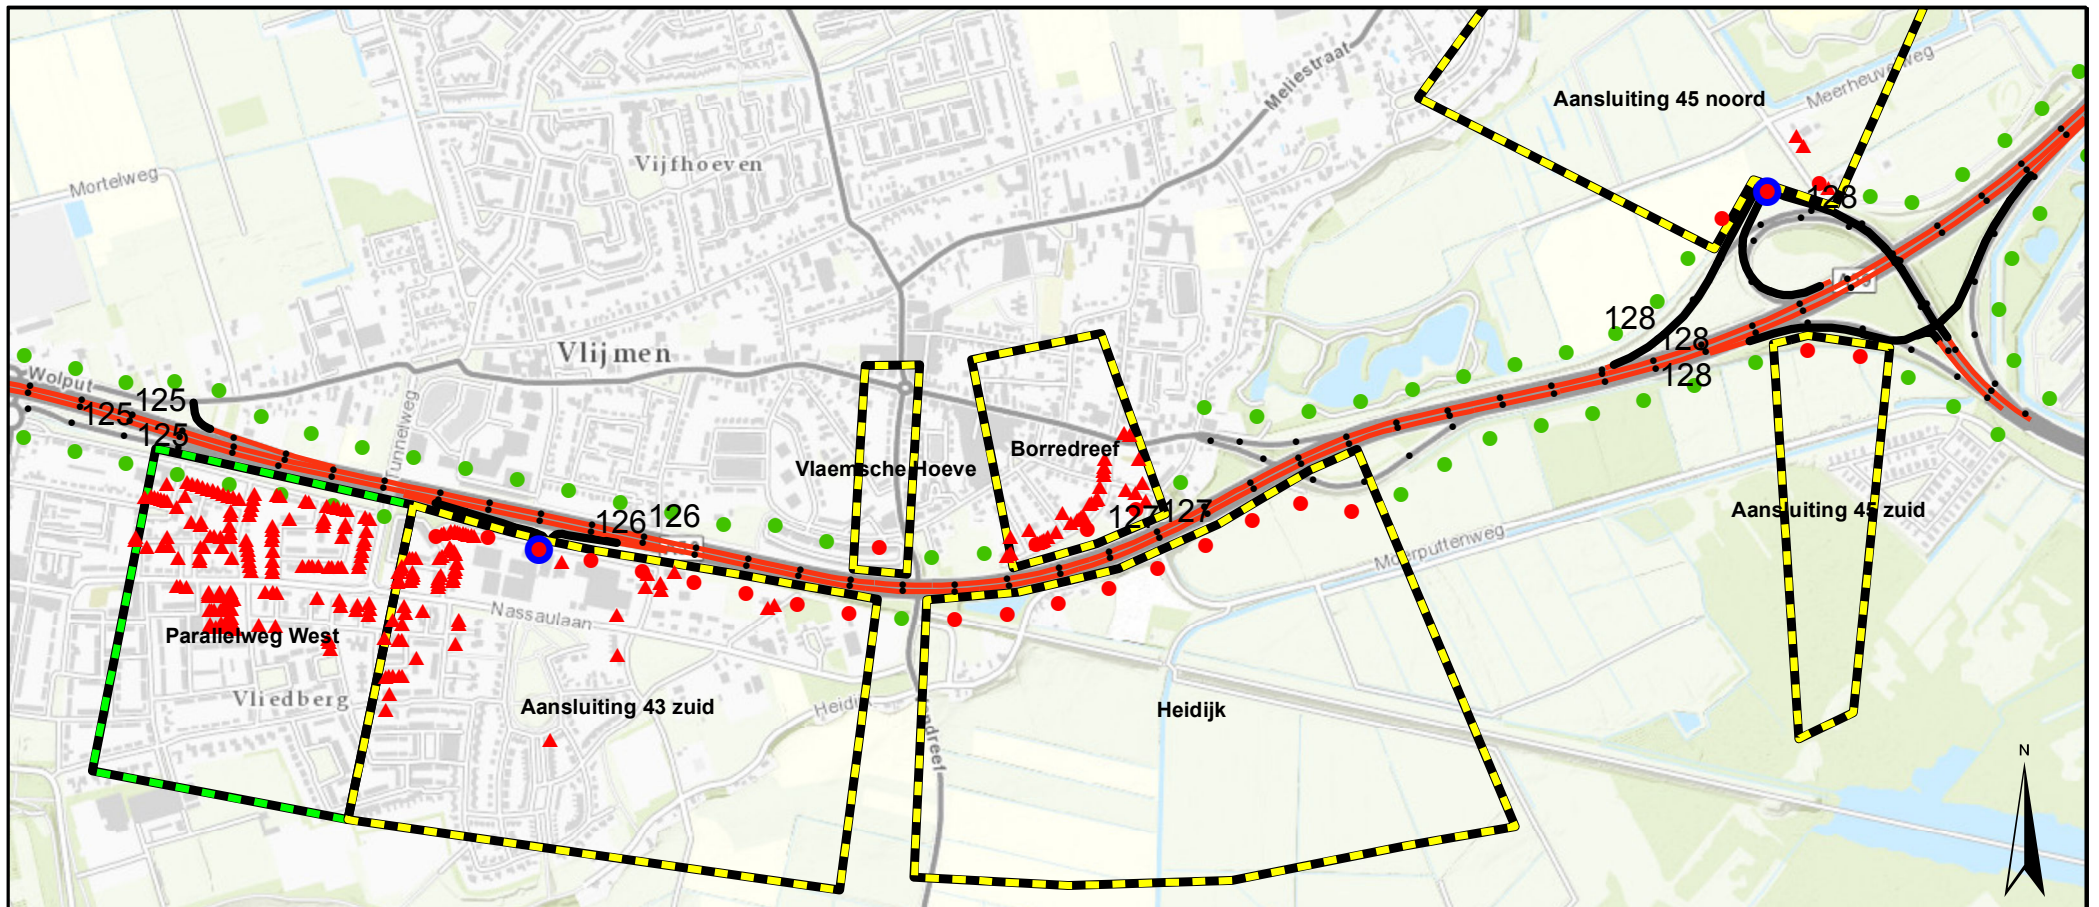 Aansluiting 45 noord
Meerheuvelweg
Meliestraat
Vijfhoeven
Mortelweg
128
128
128
128
Vlijmen
Wolput
125
125
125
Tunnelweg
Borredreef
Vlaemsche Hoeve
126
126
127
127
Aansluiting 45 zuid
Moerputtenweg
Nassaulaan
Parallelweg West
Vliedberg
Aansluiting 43 zuid
Heidijk
Heidijk
N